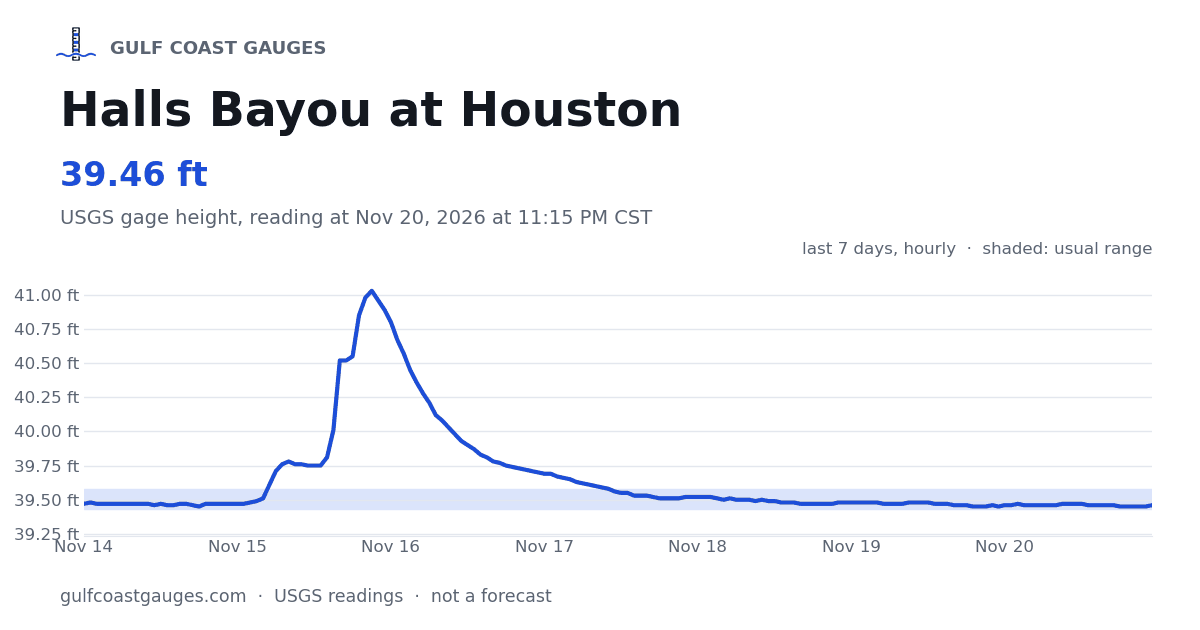 GULF COAST GAUGES
Halls Bayou at Houston
39.46 ft
USGS gage height, reading at Nov 20, 2026 at 11:15 PM CST
last 7 days, hourly · shaded: usual range
41.00 ft
40.75 ft
40.50 ft
40.25 ft
40.00 ft
39.75 ft
39.50 ft
39.25 ft
Nov 14 Nov 15 Nov 16 Nov 17 Nov 18 Nov 19 Nov 20
gulfcoastgauges.com · USGS readings · not a forecast